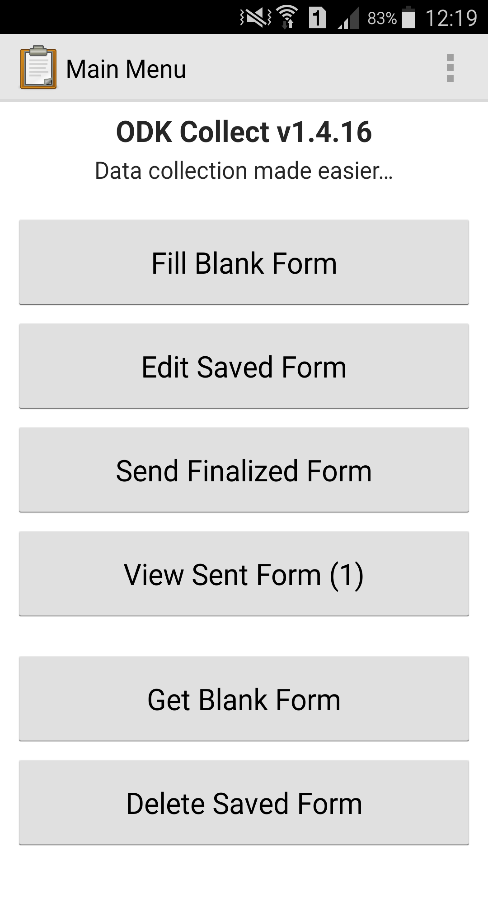 1 83% 12:19
Main Menu
ODK Collect v1.4.16
Data collection made easier...
Fill Blank Form
Edit Saved Form
Send Finalized Form
View Sent Form (1)
Get Blank Form
Delete Saved Form